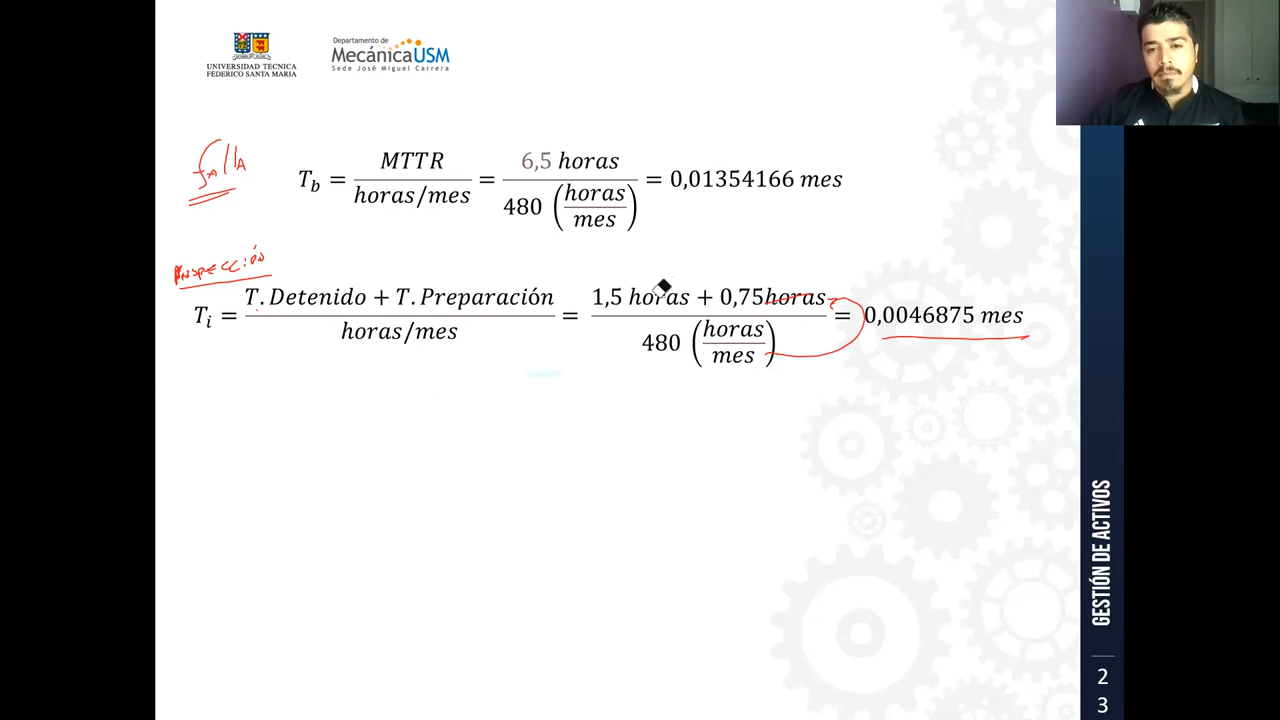 UNIVERSIDAD TECNICA
FEDERICO SANTA MARIA
Departamento de
MecánicaUSM
Sede José Miguel Carrera
fAllA
T_b = MTTR / horas/mes = 6,5 horas / 480 (horas/mes) = 0,01354166 mes
INSPECCIÓN
T_i = T. Detenido + T. Preparación / horas/mes = 1,5 horas + 0,75horas / 480 (horas/mes) = 0,0046875 mes
GESTIÓN DE ACTIVOS
2
3